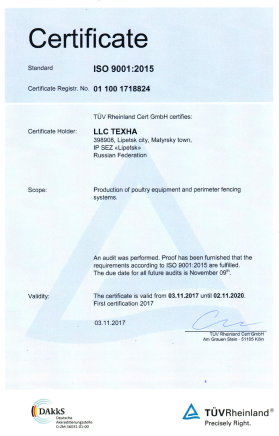 Certificate
Standard ISO 9001:2015
Certificate Registr. No. 01 100 1718824
TÜV Rheinland Cert GmbH certifies:
Certificate Holder: LLC TEXHA
398908, Lipetsk city, Matyrsky town,
IP SEZ «Lipetsk»
Russian Federation
Scope: Production of poultry equipment and perimeter fencing
systems.
An audit was performed. Proof has been furnished that the
requirements according to ISO 9001:2015 are fulfilled.
The due date for all future audits is November 09th.
Validity: The certificate is valid from 03.11.2017 until 02.11.2020.
First certification 2017
03.11.2017
TÜV Rheinland Cert GmbH
Am Grauen Stein · 51105 Köln
DAkkS
Deutsche
Akkreditierungsstelle
D-ZM-16031-01-00
TÜVRheinland®
Precisely Right.